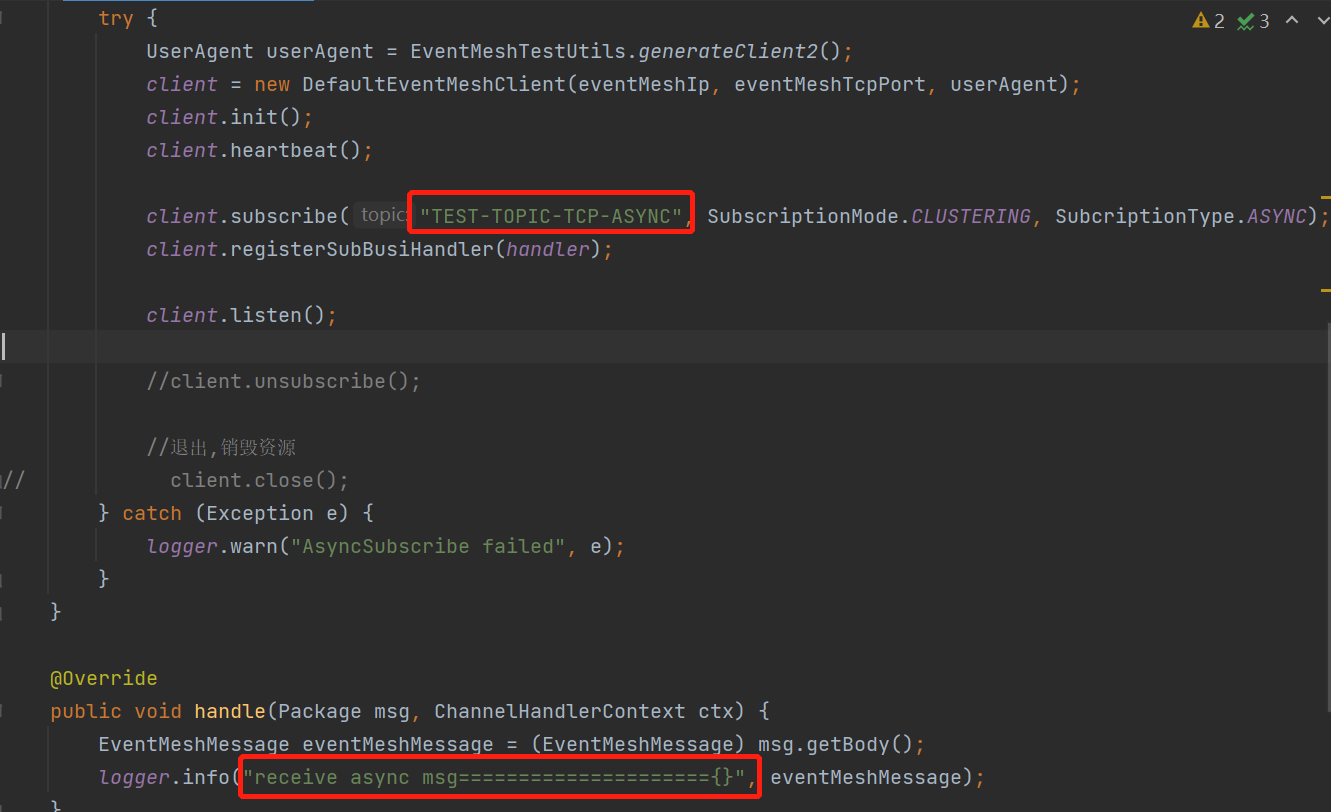 try {
2 3
UserAgent userAgent = EventMeshTestUtils.generateClient2();
client = new DefaultEventMeshClient(eventMeshIp, eventMeshTcpPort, userAgent);
client.init();
client.heartbeat();
client.subscribe( topic: "TEST-TOPIC-TCP-ASYNC", SubscriptionMode.CLUSTERING, SubcriptionType.ASYNC);
client.registerSubBusiHandler(handler);
client.listen();
//client.unsubscribe();
//退出,销毁资源
// client.close();
} catch (Exception e) {
logger.warn("AsyncSubscribe failed", e);
}
}
@Override
public void handle(Package msg, ChannelHandlerContext ctx) {
EventMeshMessage eventMeshMessage = (EventMeshMessage) msg.getBody();
logger.info("receive async msg====================={}", eventMeshMessage);
}